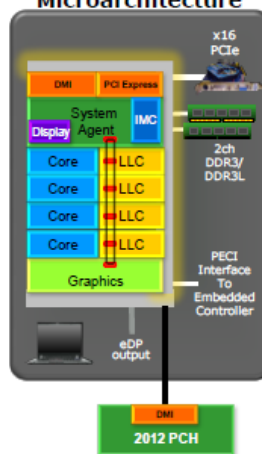 Microarchitecture
x16
PCIe
DMI
PCI Express
System
Agent
IMC
Display
2ch
DDR3/
DDR3L
Core
LLC
Core
LLC
Core
LLC
Core
LLC
Graphics
PECI
Interface
To
Embedded
Controller
eDP
output
DMI
2012 PCH